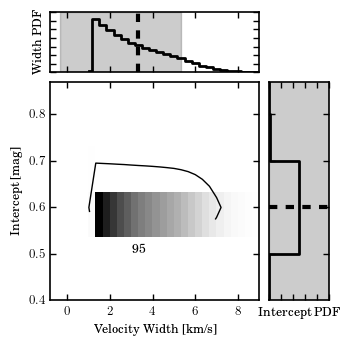 Width PDF
0.8
0.7
0.6
0.5
0.4
Intercept [mag]
95
0 2 4 6 8
Velocity Width [km/s]
Intercept PDF